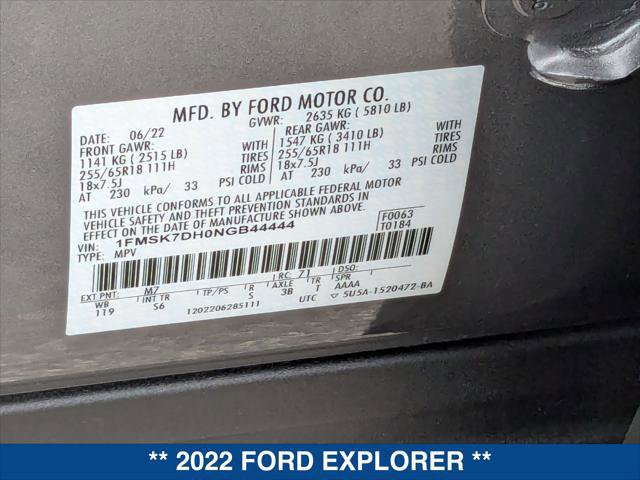 MFD. BY FORD MOTOR CO.
DATE: 06/22 GVWR: 2635 KG ( 5810 LB)
FRONT GAWR: WITH REAR GAWR: WITH
1141 KG ( 2515 LB) TIRES 1547 KG ( 3410 LB) TIRES
255/65R18 111H RIMS 255/65R18 111H RIMS
18x7.5J 18x7.5J
AT 230 kPa/ 33 PSI COLD AT 230 kPa/ 33 PSI COLD
THIS VEHICLE CONFORMS TO ALL APPLICABLE FEDERAL MOTOR
VEHICLE SAFETY AND BUMPER STANDARDS IN EFFECT
ON THE DATE OF MANUFACTURE SHOWN ABOVE.
VIN: 1FMSK7DH0NGB44444 F0063
TYPE: MPV T0184
EXT PNT: M7 RC: 71 DSO:
WB INT TR TP/PS R AXLE TR SPR
119 S6 S 3B T AAAA
1202206285111 UTC ▽ 5U5A-1520472-BA
** 2022 FORD EXPLORER **